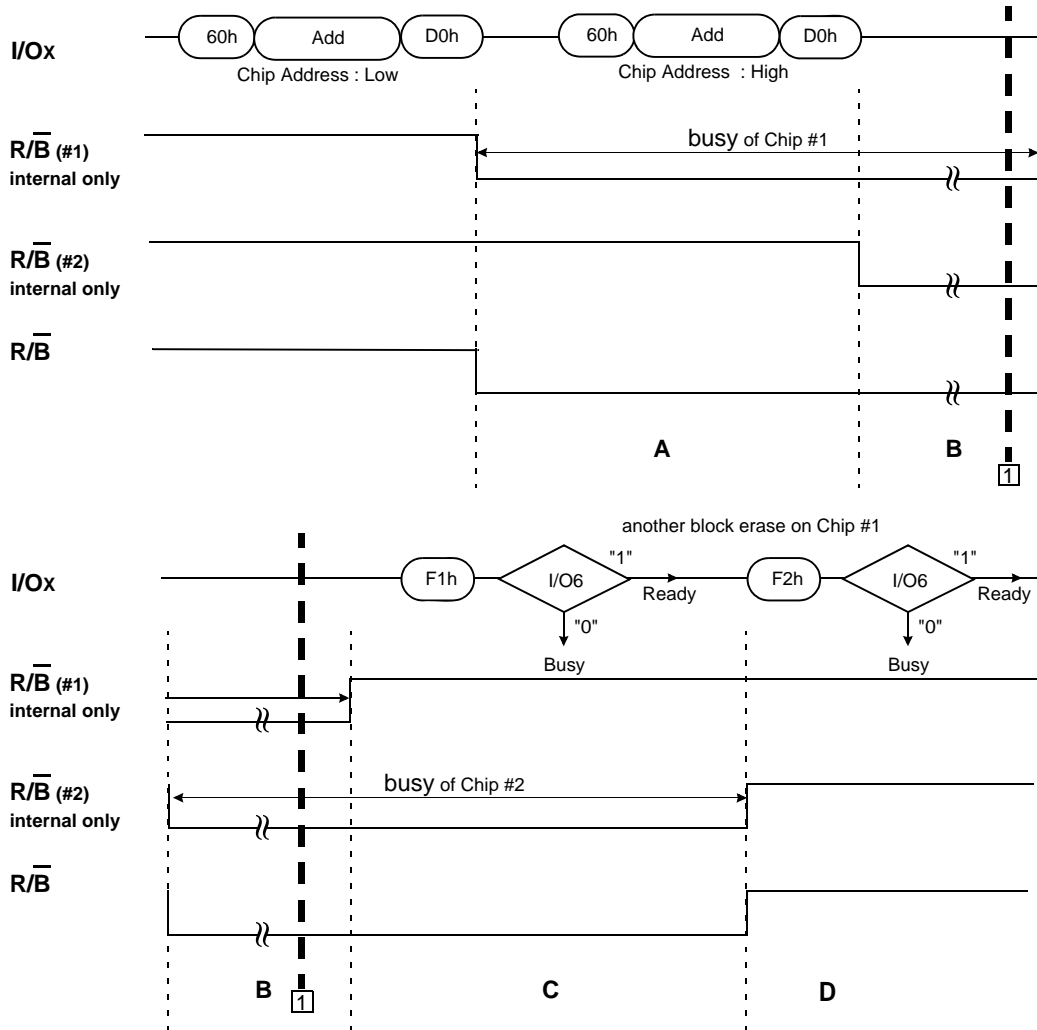 I/Ox 60h Add D0h 60h Add D0h
Chip Address : Low Chip Address : High
R/B̅ (#1) busy of Chip #1
internal only
R/B̅ (#2)
internal only
R/B̅
A B
1
another block erase on Chip #1
I/Ox F1h I/O6 "1" Ready F2h I/O6 "1" Ready
"0" "0"
Busy Busy
R/B̅ (#1)
internal only
R/B̅ (#2) busy of Chip #2
internal only
R/B̅
B 1 C D